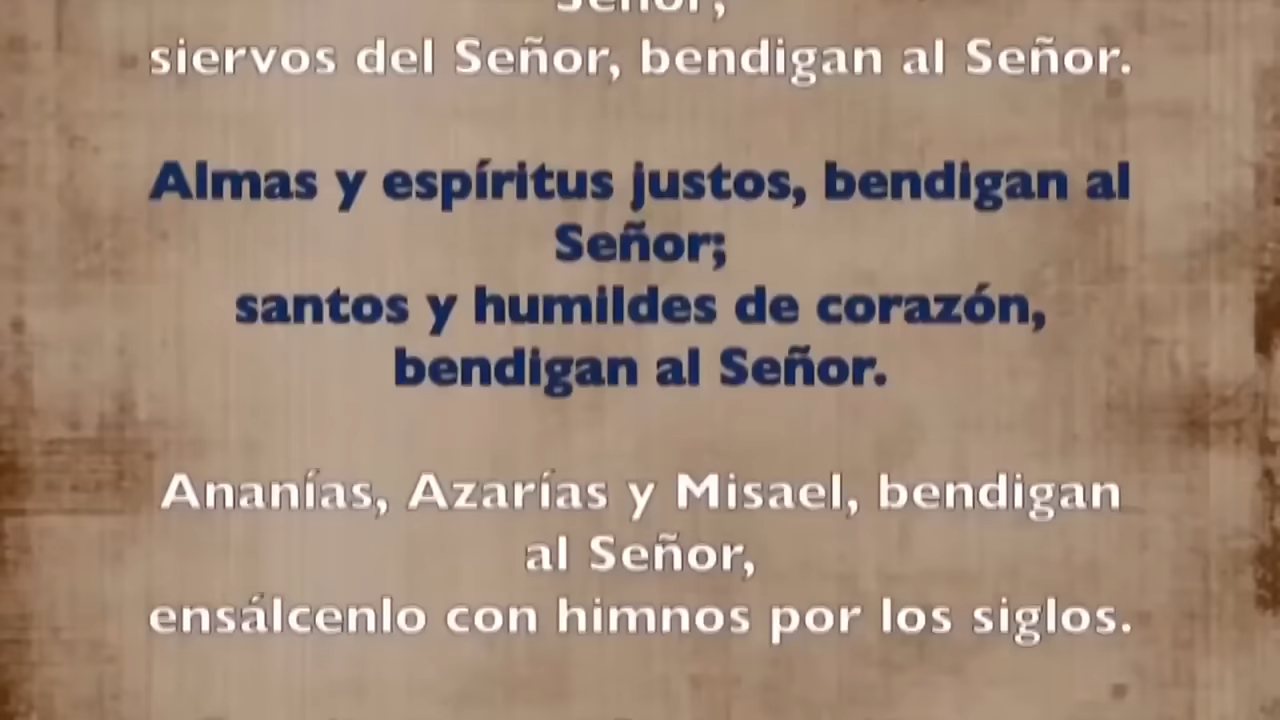 Señor,
siervos del Señor, bendigan al Señor.
Almas y espíritus justos, bendigan al
Señor;
santos y humildes de corazón,
bendigan al Señor.
Ananías, Azarías y Misael, bendigan
al Señor,
ensálcenlo con himnos por los siglos.